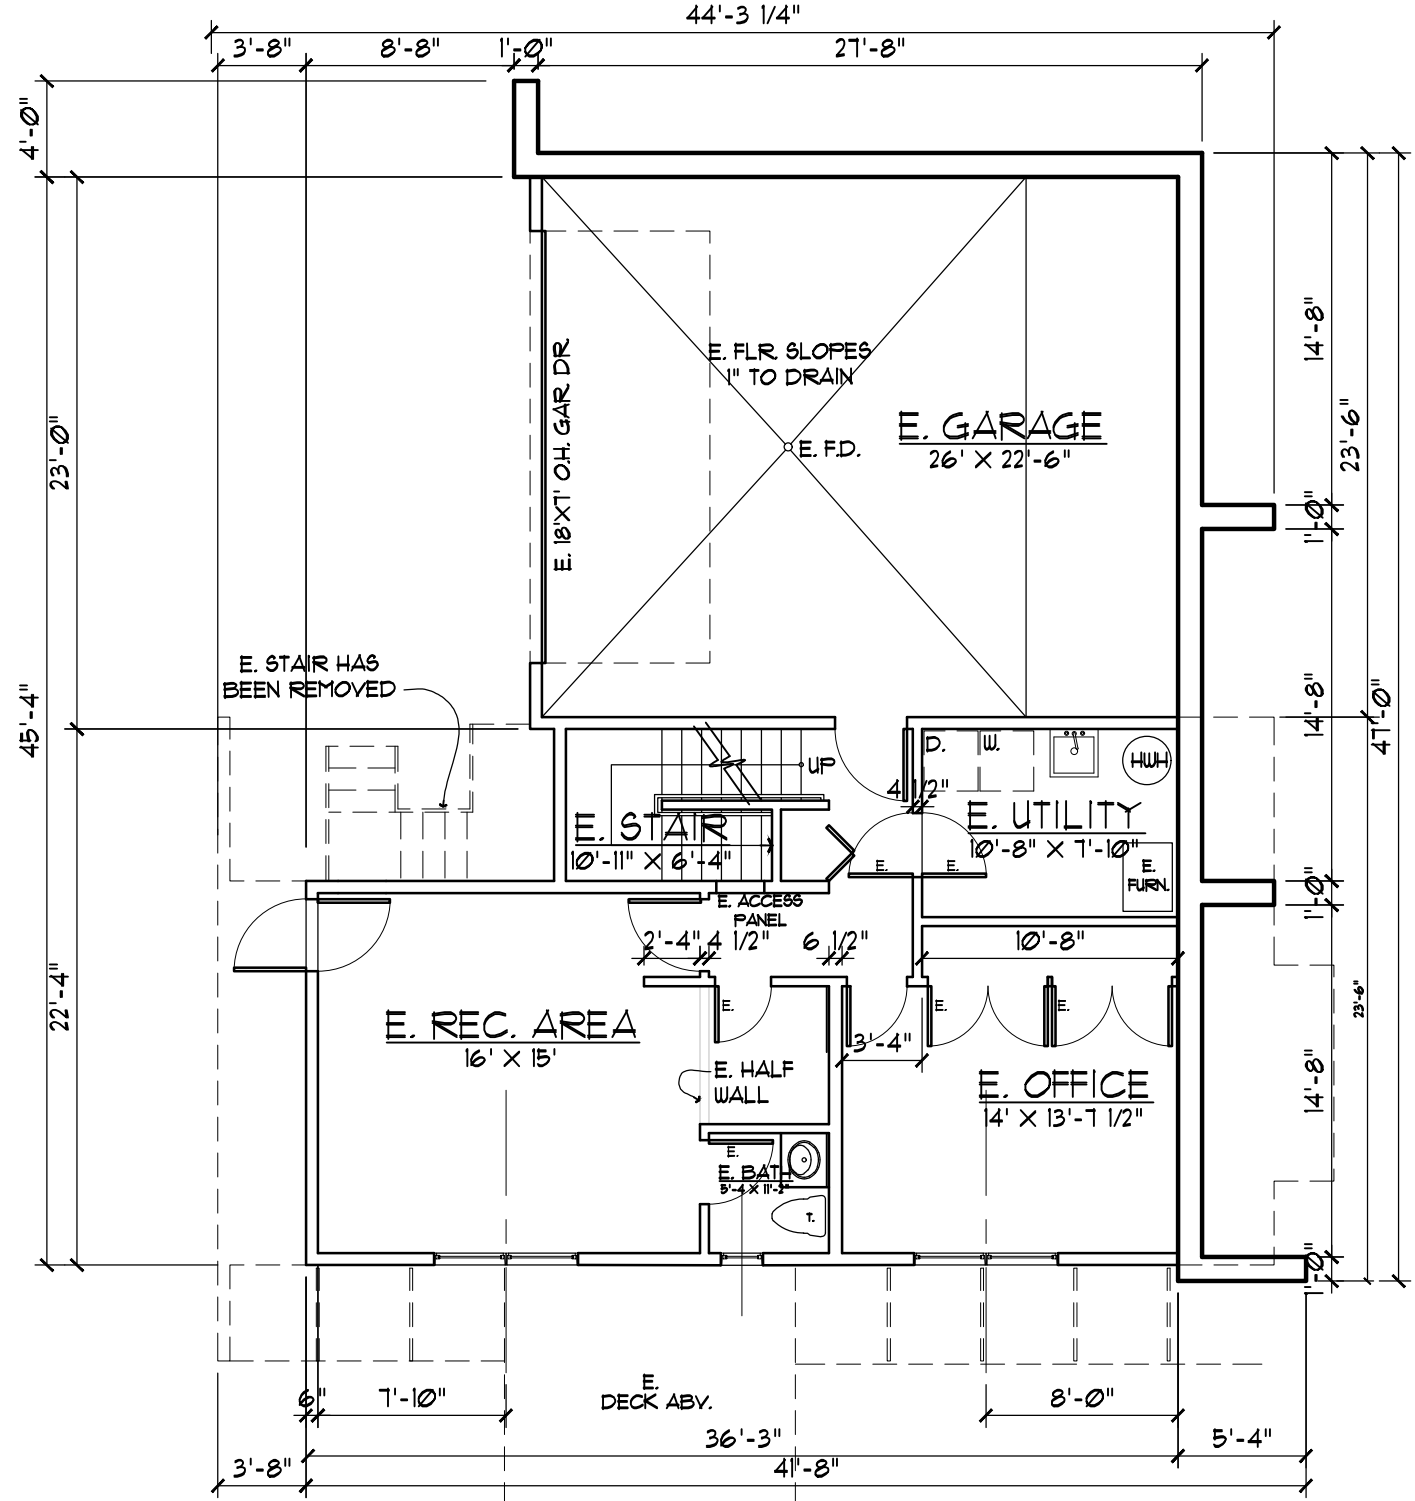 44'-3 1/4"
3'-8"
8'-8"
1'-0"
27'-8"
4'-0"
45'-4"
23'-0"
22'-4"
14'-8"
1'-0"
14'-8"
1'-0"
14'-8"
1'-0"
23'-6"
23'-6"
47'-0"
E. 18'X7' O.H. GAR DR
E. FLR. SLOPES
1" TO DRAIN
E. GARAGE
26' X 22'-6"
E. F.D.
E. STAIR HAS
BEEN REMOVED
UP
D.
W.
HWH
4 1/2"
E. STAIR
10'-11" X 6'-4"
E. UTILITY
10'-8" X 7'-10"
E.
E.
E.
FURN.
E. ACCESS
PANEL
2'-4"
4 1/2"
6 1/2"
10'-8"
E.
E.
E.
E. REC. AREA
16' X 15'
3'-4"
E. HALF
WALL
E. OFFICE
14' X 13'-7 1/2"
E.
E. BATH
5'-4 X 11'-2"
T.
E.
DECK ABV.
6"
7'-10"
8'-0"
36'-3"
5'-4"
3'-8"
41'-8"